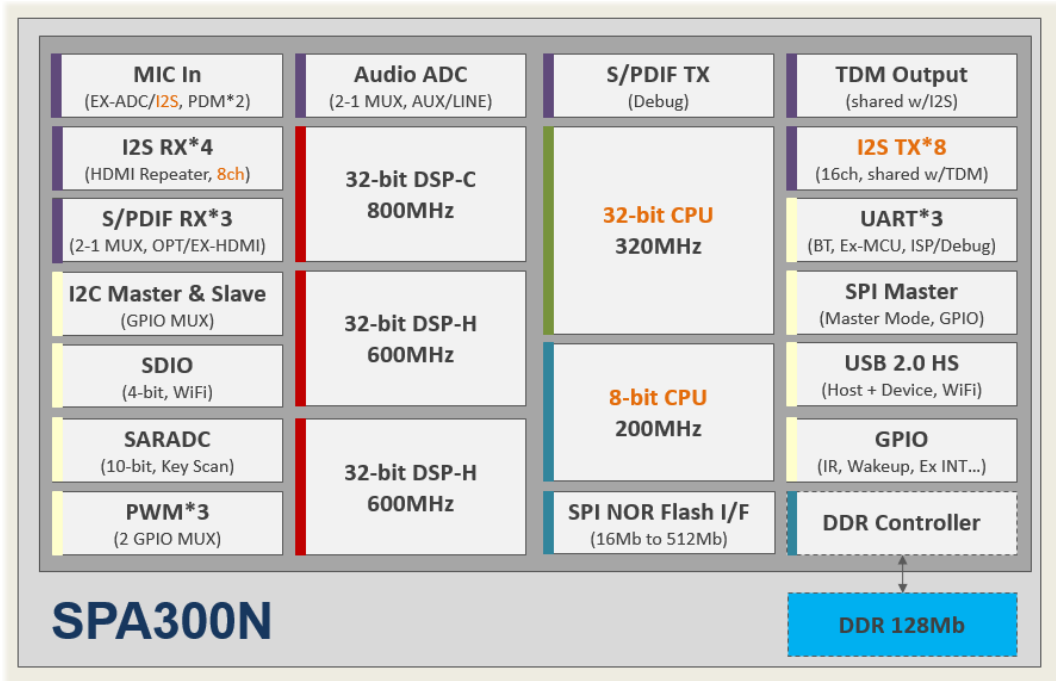 MIC In
(EX-ADC/I2S, PDM*2)
I2S RX*4
(HDMI Repeater, 8ch)
S/PDIF RX*3
(2-1 MUX, OPT/EX-HDMI)
I2C Master & Slave
(GPIO MUX)
SDIO
(4-bit, WiFi)
SARADC
(10-bit, Key Scan)
PWM*3
(2 GPIO MUX)
Audio ADC
(2-1 MUX, AUX/LINE)
32-bit DSP-C
800MHz
32-bit DSP-H
600MHz
32-bit DSP-H
600MHz
S/PDIF TX
(Debug)
32-bit CPU
320MHz
8-bit CPU
200MHz
SPI NOR Flash I/F
(16Mb to 512Mb)
TDM Output
(shared w/I2S)
I2S TX*8
(16ch, shared w/TDM)
UART*3
(BT, Ex-MCU, ISP/Debug)
SPI Master
(Master Mode, GPIO)
USB 2.0 HS
(Host + Device, WiFi)
GPIO
(IR, Wakeup, Ex INT...)
DDR Controller
SPA300N
DDR 128Mb